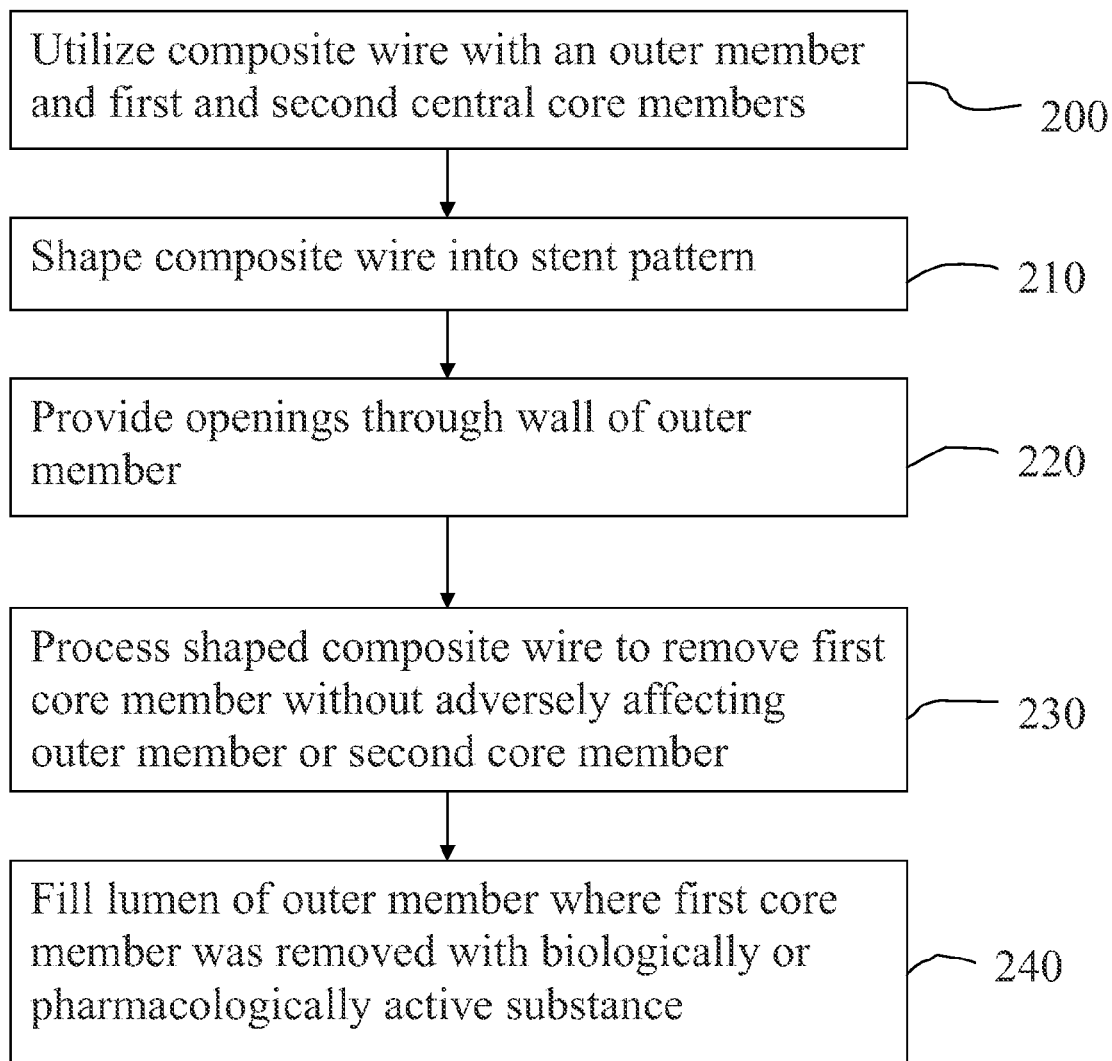 Utilize composite wire with an outer member
and first and second central core members
200
Shape composite wire into stent pattern
210
Provide openings through wall of outer
member
220
Process shaped composite wire to remove first
core member without adversely affecting
outer member or second core member
230
Fill lumen of outer member where first core
member was removed with biologically or
pharmacologically active substance
240